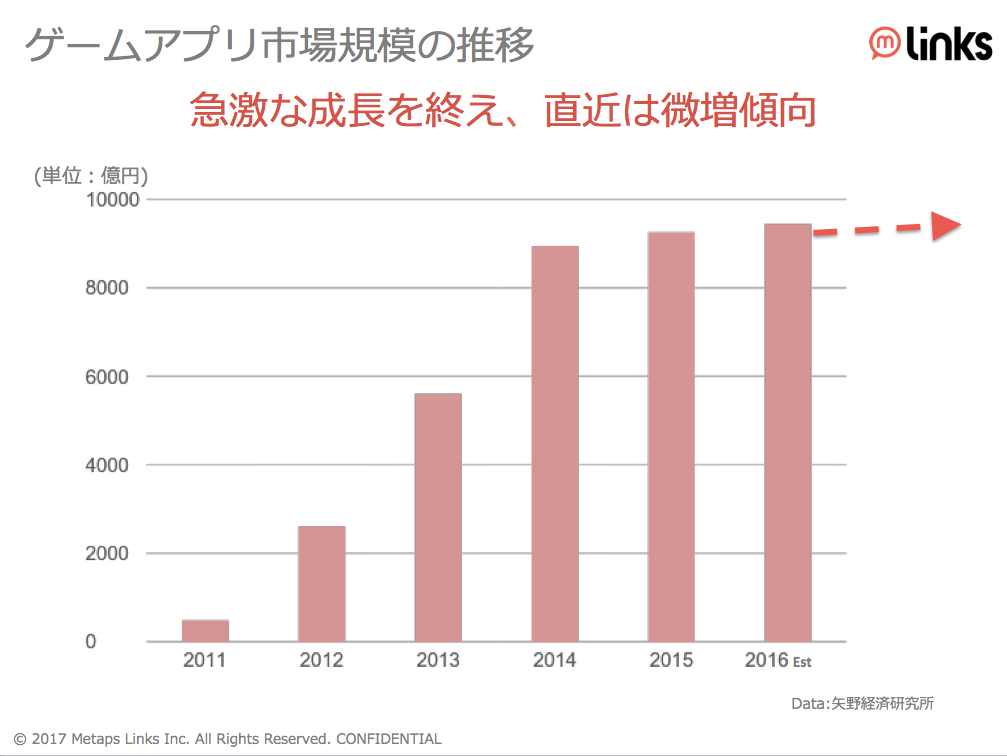 ゲームアプリ市場規模の推移
m links
急激な成長を終え、直近は微増傾向
(単位：億円)
10000
8000
6000
4000
2000
0
2011 2012 2013 2014 2015 2016 Est
Data:矢野経済研究所
© 2017 Metaps Links Inc. All Rights Reserved. CONFIDENTIAL